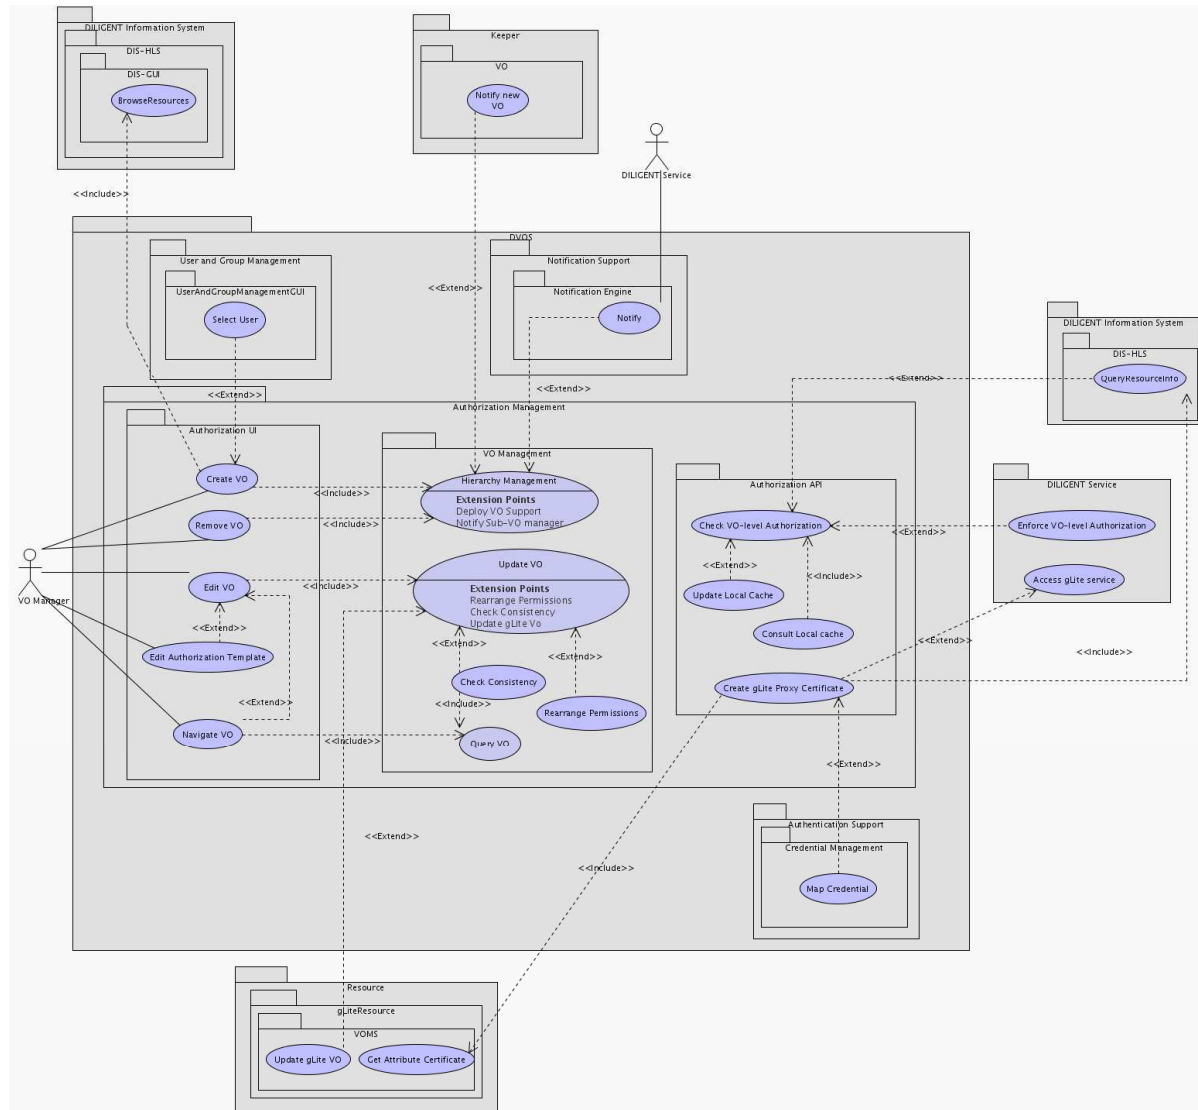 DILIGENT Information System
DIS-HLS
DIS-GUI
BrowseResources
Keeper
VO
Notify new
VO
DILIGENT Service
<<Include>>
DVOS
User and Group Management
UserAndGroupManagementGUI
Select User
Notification Support
Notification Engine
Notify
<<Extend>>
DILIGENT Information System
DIS-HLS
QueryResourceInfo
<<Extend>>
<<Extend>>
<<Extend>>
Authorization Management
Authorization UI
Create VO
Remove VO
Edit VO
<<Extend>>
Edit Authorization Template
<<Extend>>
Navigate VO
VO Manager
<<Include>>
<<Include>>
<<Include>>
<<Include>>
VO Management
Hierarchy Management
Extension Points
Deploy VO Support
Notify Sub-VO manager
Update VO
Extension Points
Rearrange Permissions
Check Consistency
Update gLite Vo
<<Extend>>
<<Extend>>
Check Consistency
<<Include>>
Rearrange Permissions
Query VO
Authorization API
Check VO-level Authorization
<<Extend>>
<<Include>>
Update Local Cache
Consult Local cache
Create gLite Proxy Certificate
DILIGENT Service
Enforce VO-level Authorization
<<Extend>>
Access gLite service
<<Extend>>
<<Include>>
<<Extend>>
Authentication Support
Credential Management
Map Credential
<<Extend>>
<<Include>>
Resource
gLiteResource
VOMS
Update gLite VO
Get Attribute Certificate